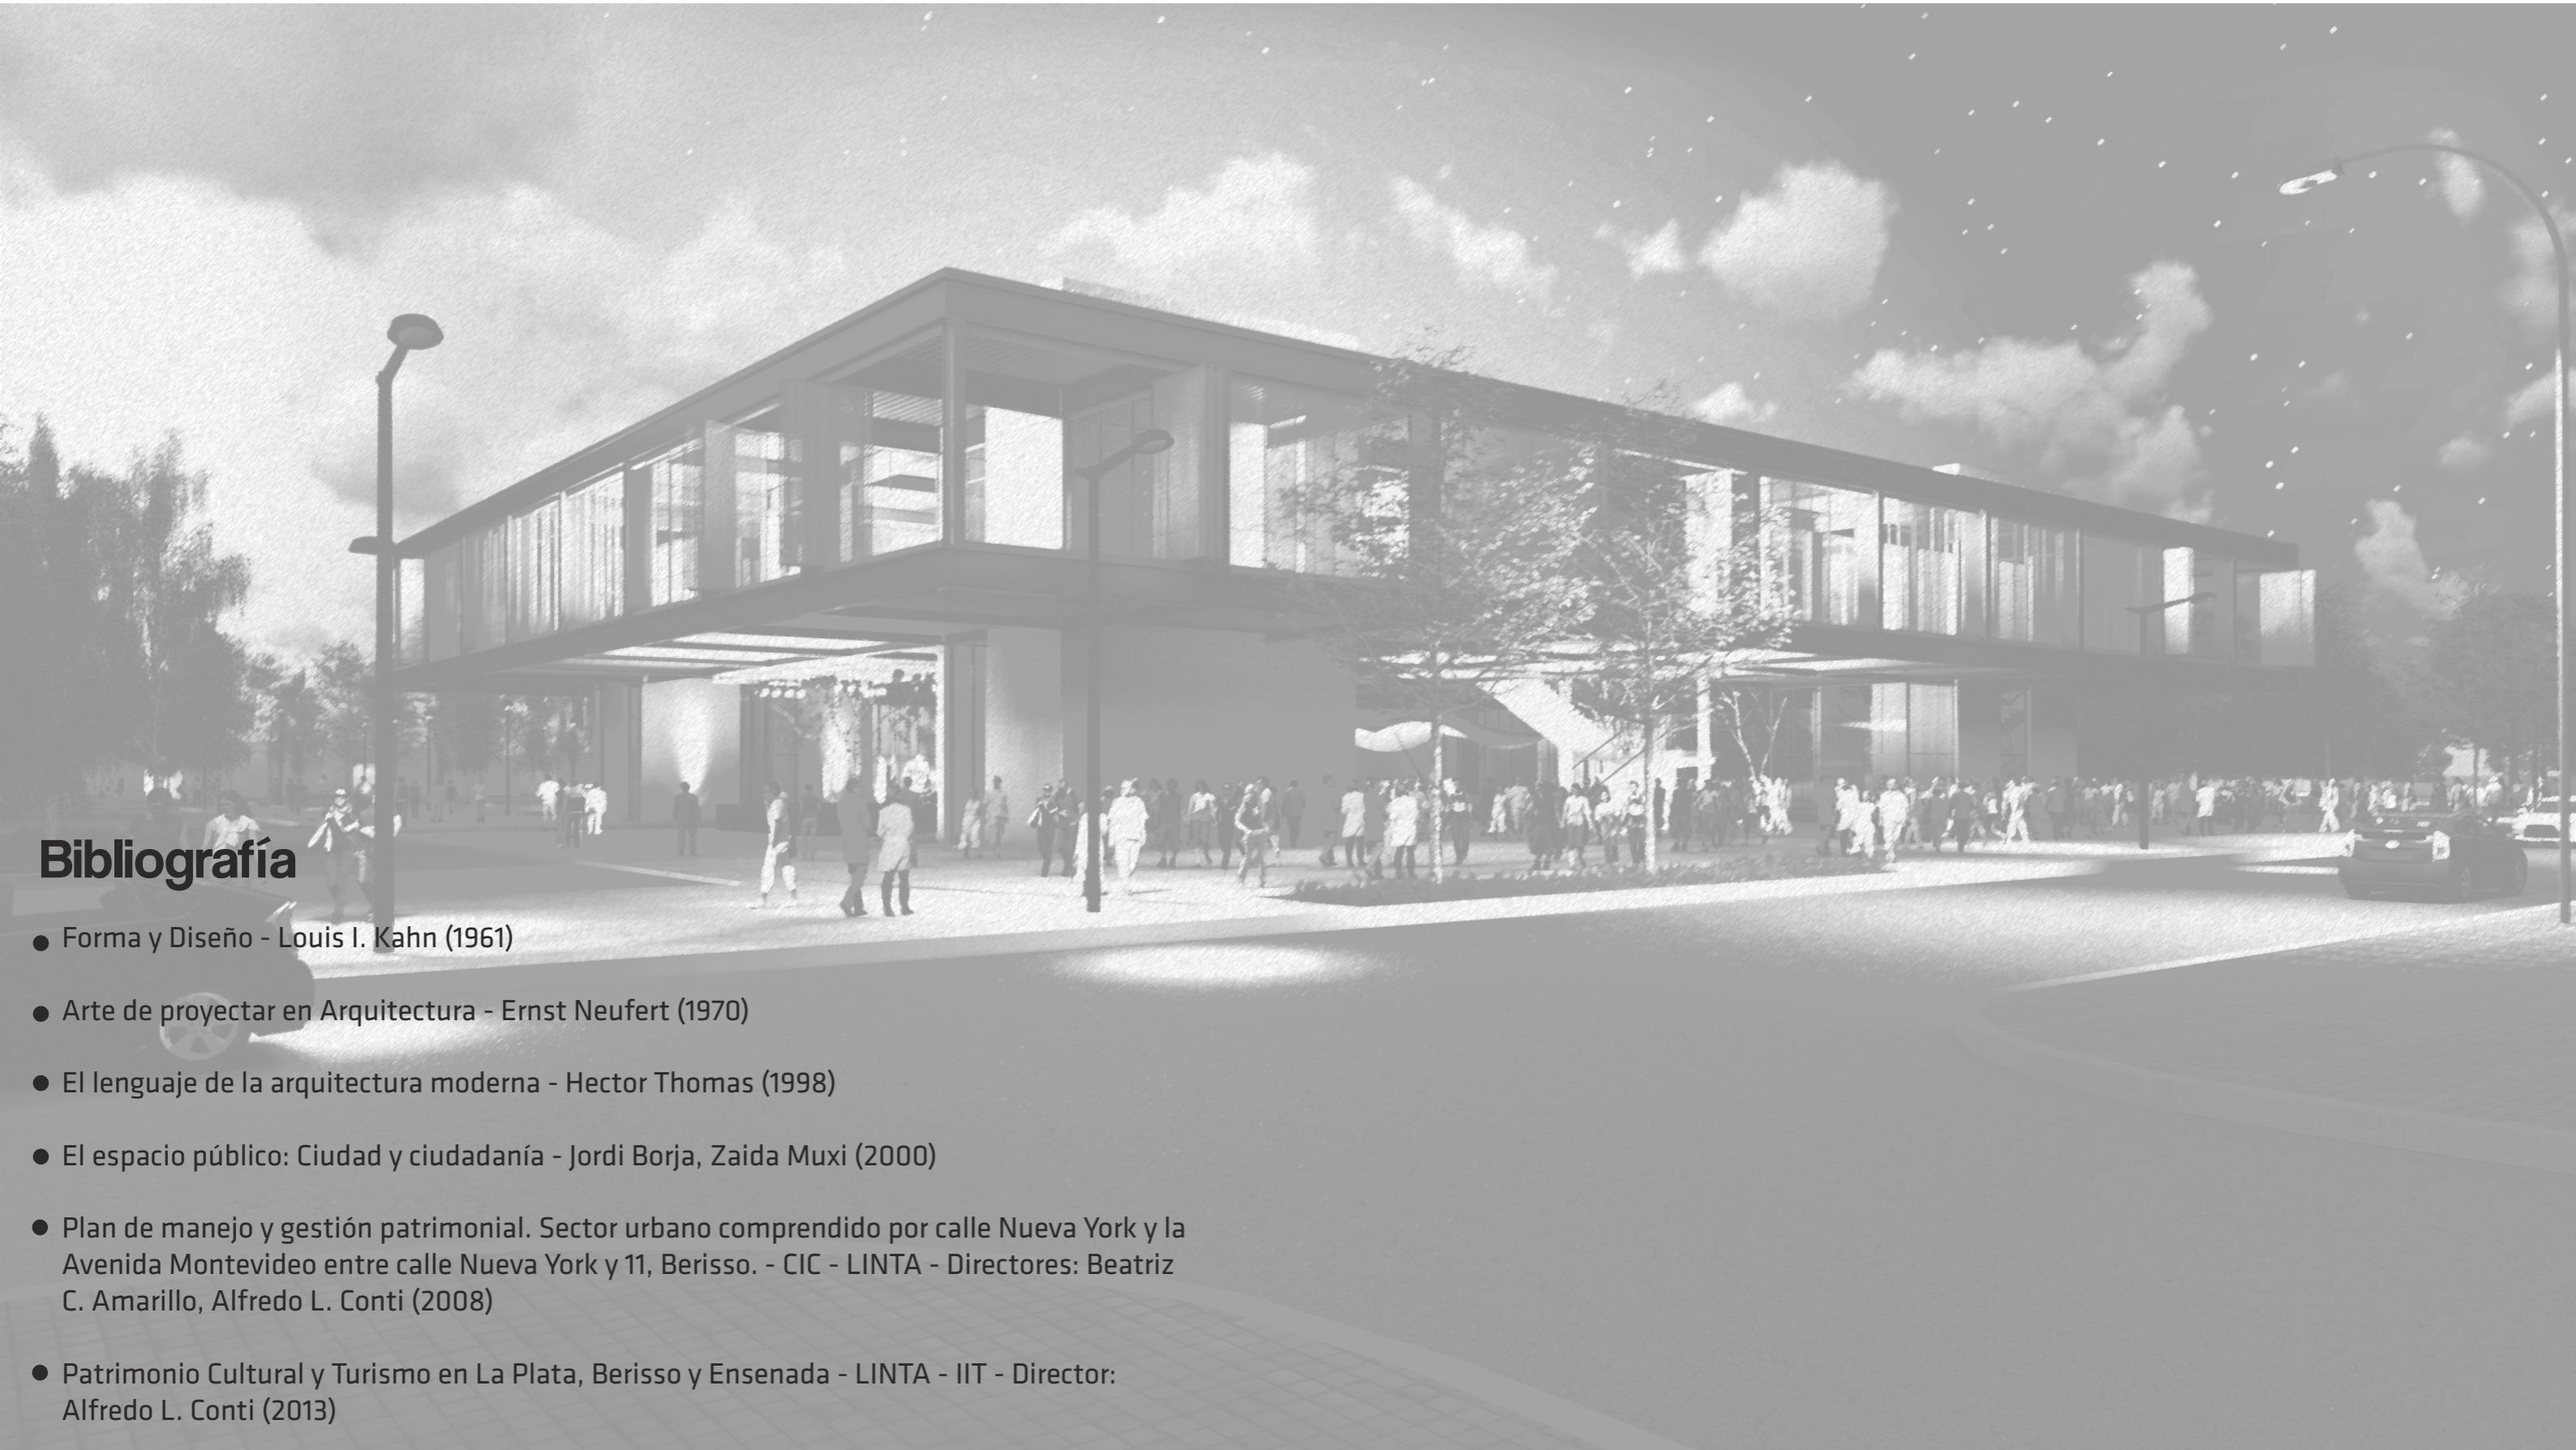 Bibliografía
● Forma y Diseño - Louis I. Kahn (1961)
● Arte de proyectar en Arquitectura - Ernst Neufert (1970)
● El lenguaje de la arquitectura moderna - Hector Thomas (1998)
● El espacio público: Ciudad y ciudadanía - Jordi Borja, Zaida Muxi (2000)
● Plan de manejo y gestión patrimonial. Sector urbano comprendido por calle Nueva York y la
Avenida Montevideo entre calle Nueva York y 11, Berisso. - CIC - LINTA - Directores: Beatriz
C. Amarillo, Alfredo L. Conti (2008)
● Patrimonio Cultural y Turismo en La Plata, Berisso y Ensenada - LINTA - IIT - Director:
Alfredo L. Conti (2013)